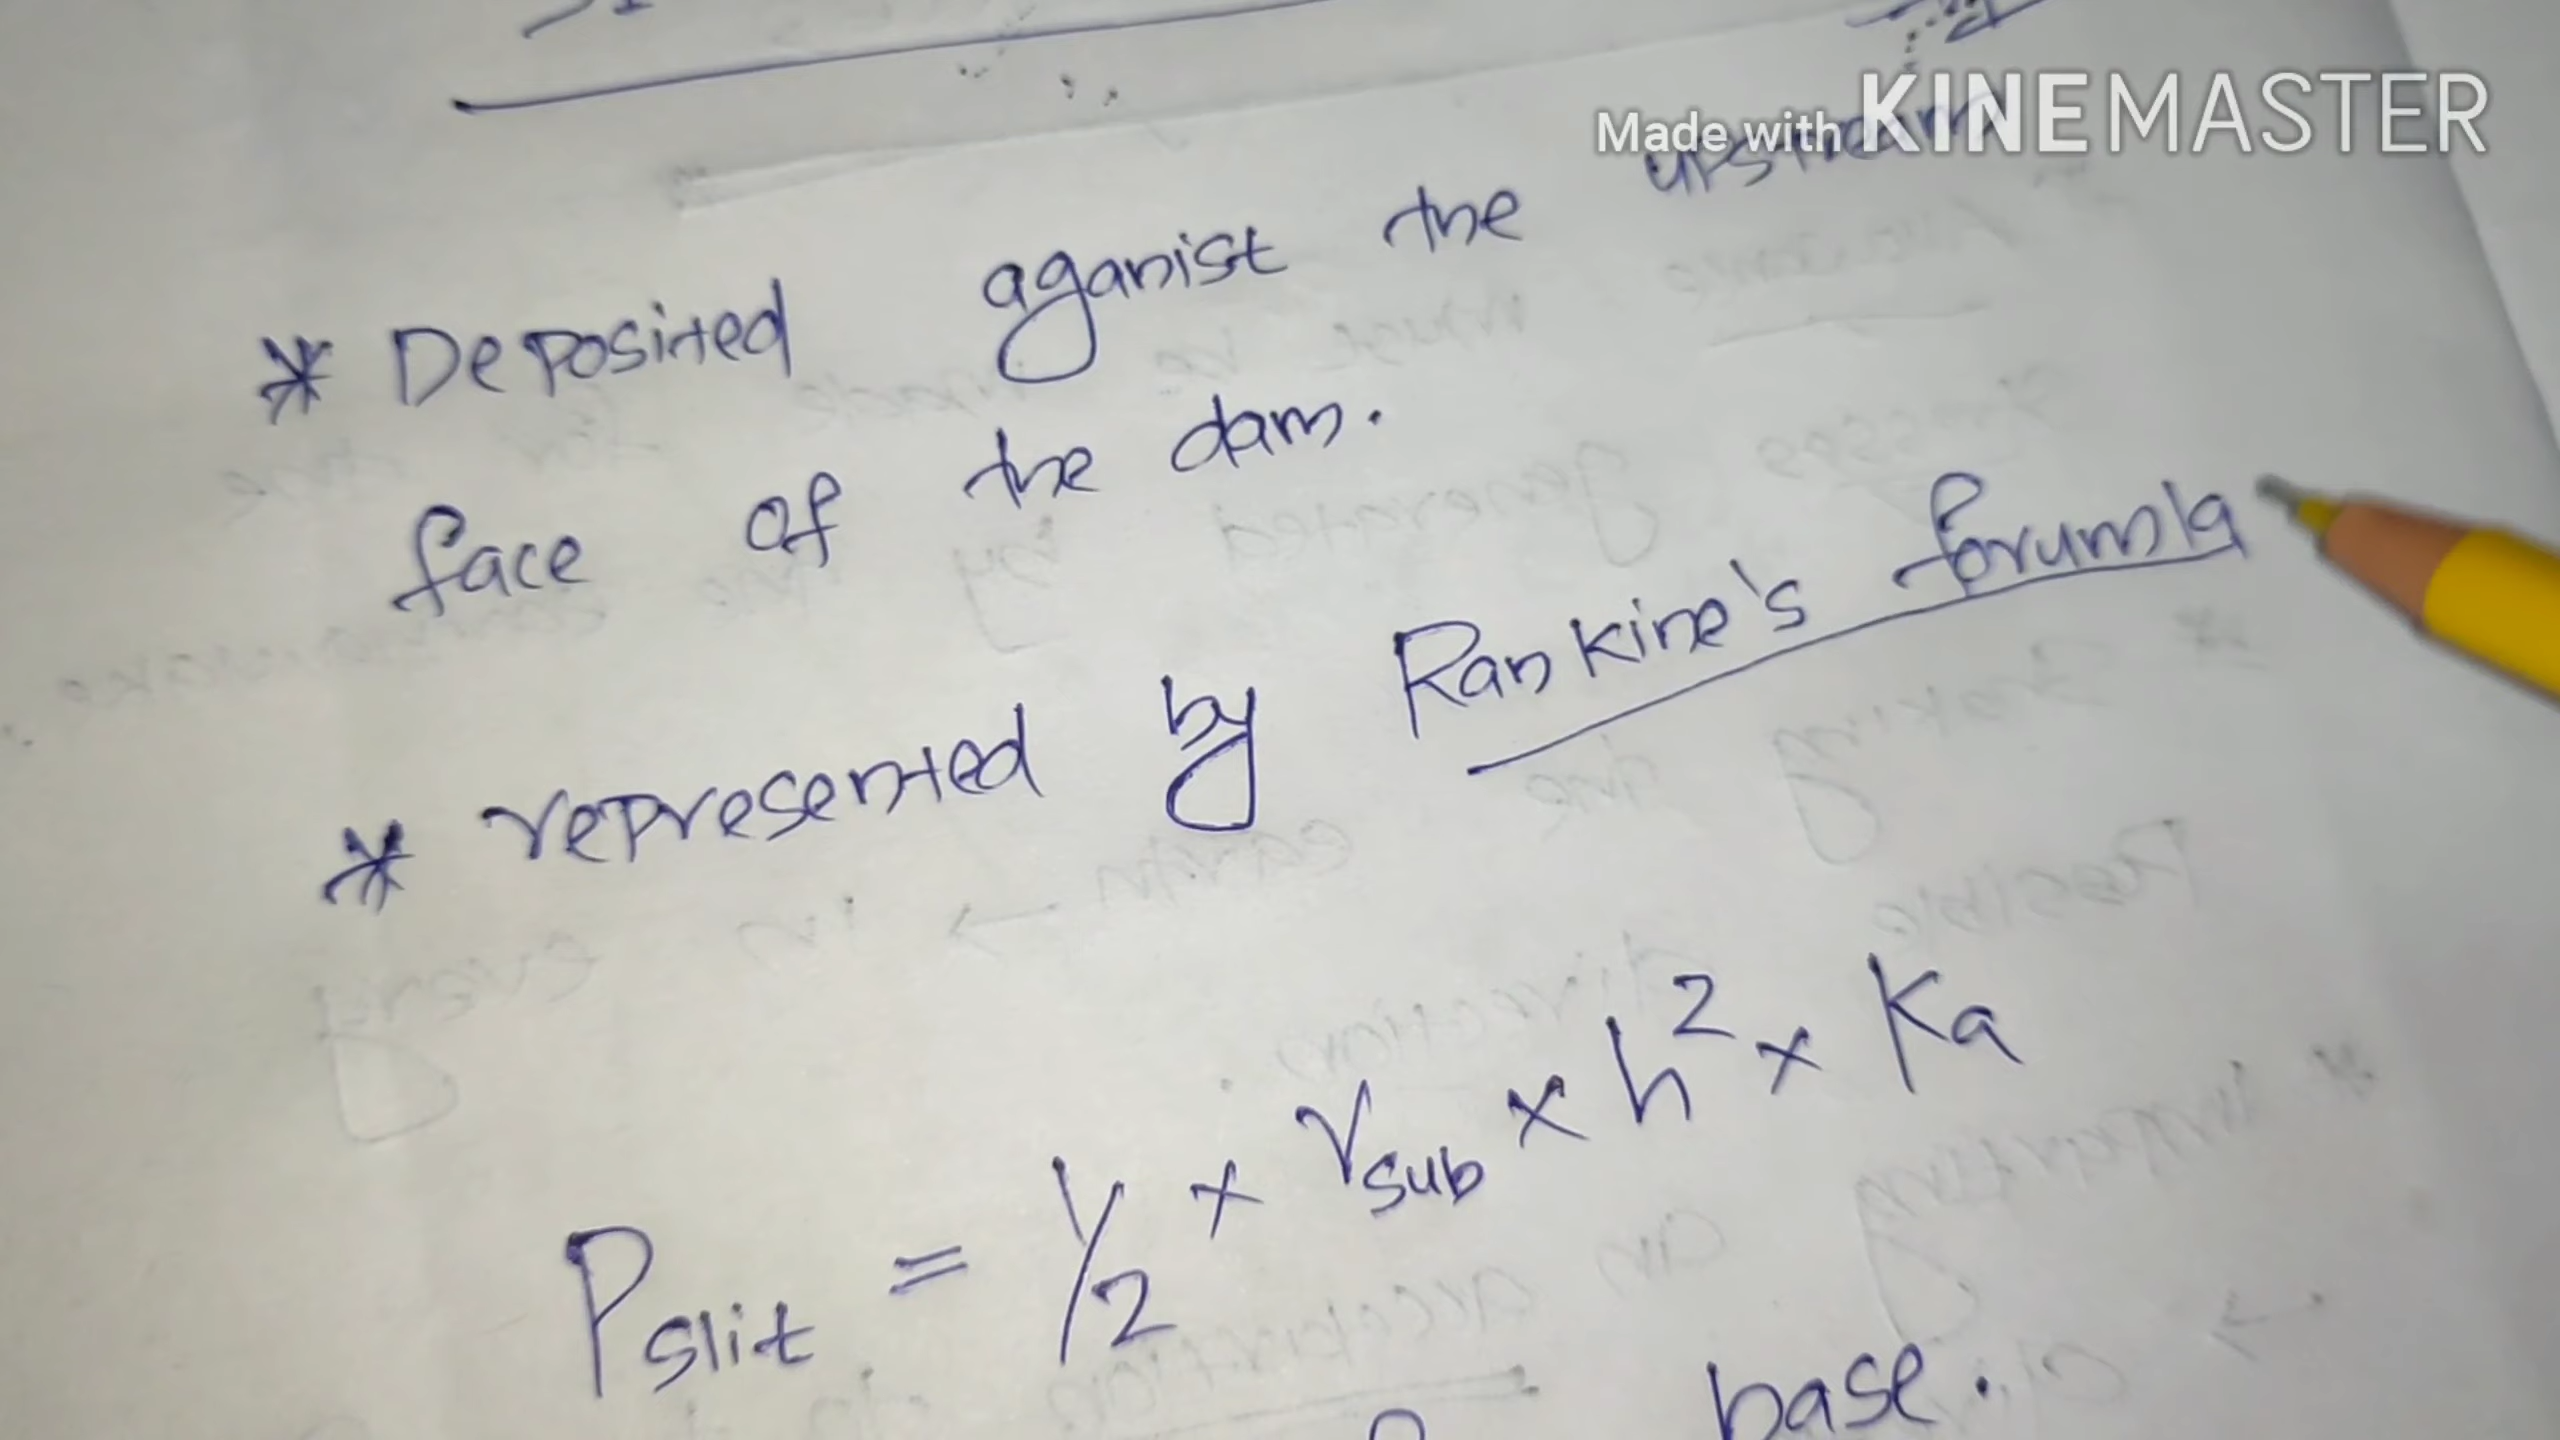 Made with KINEMASTER
* Deposited aganist the upstream
face of the dam.
* represented by Rankine's forumla
Pslit = 1/2 × γsub × h² × Ka
base.